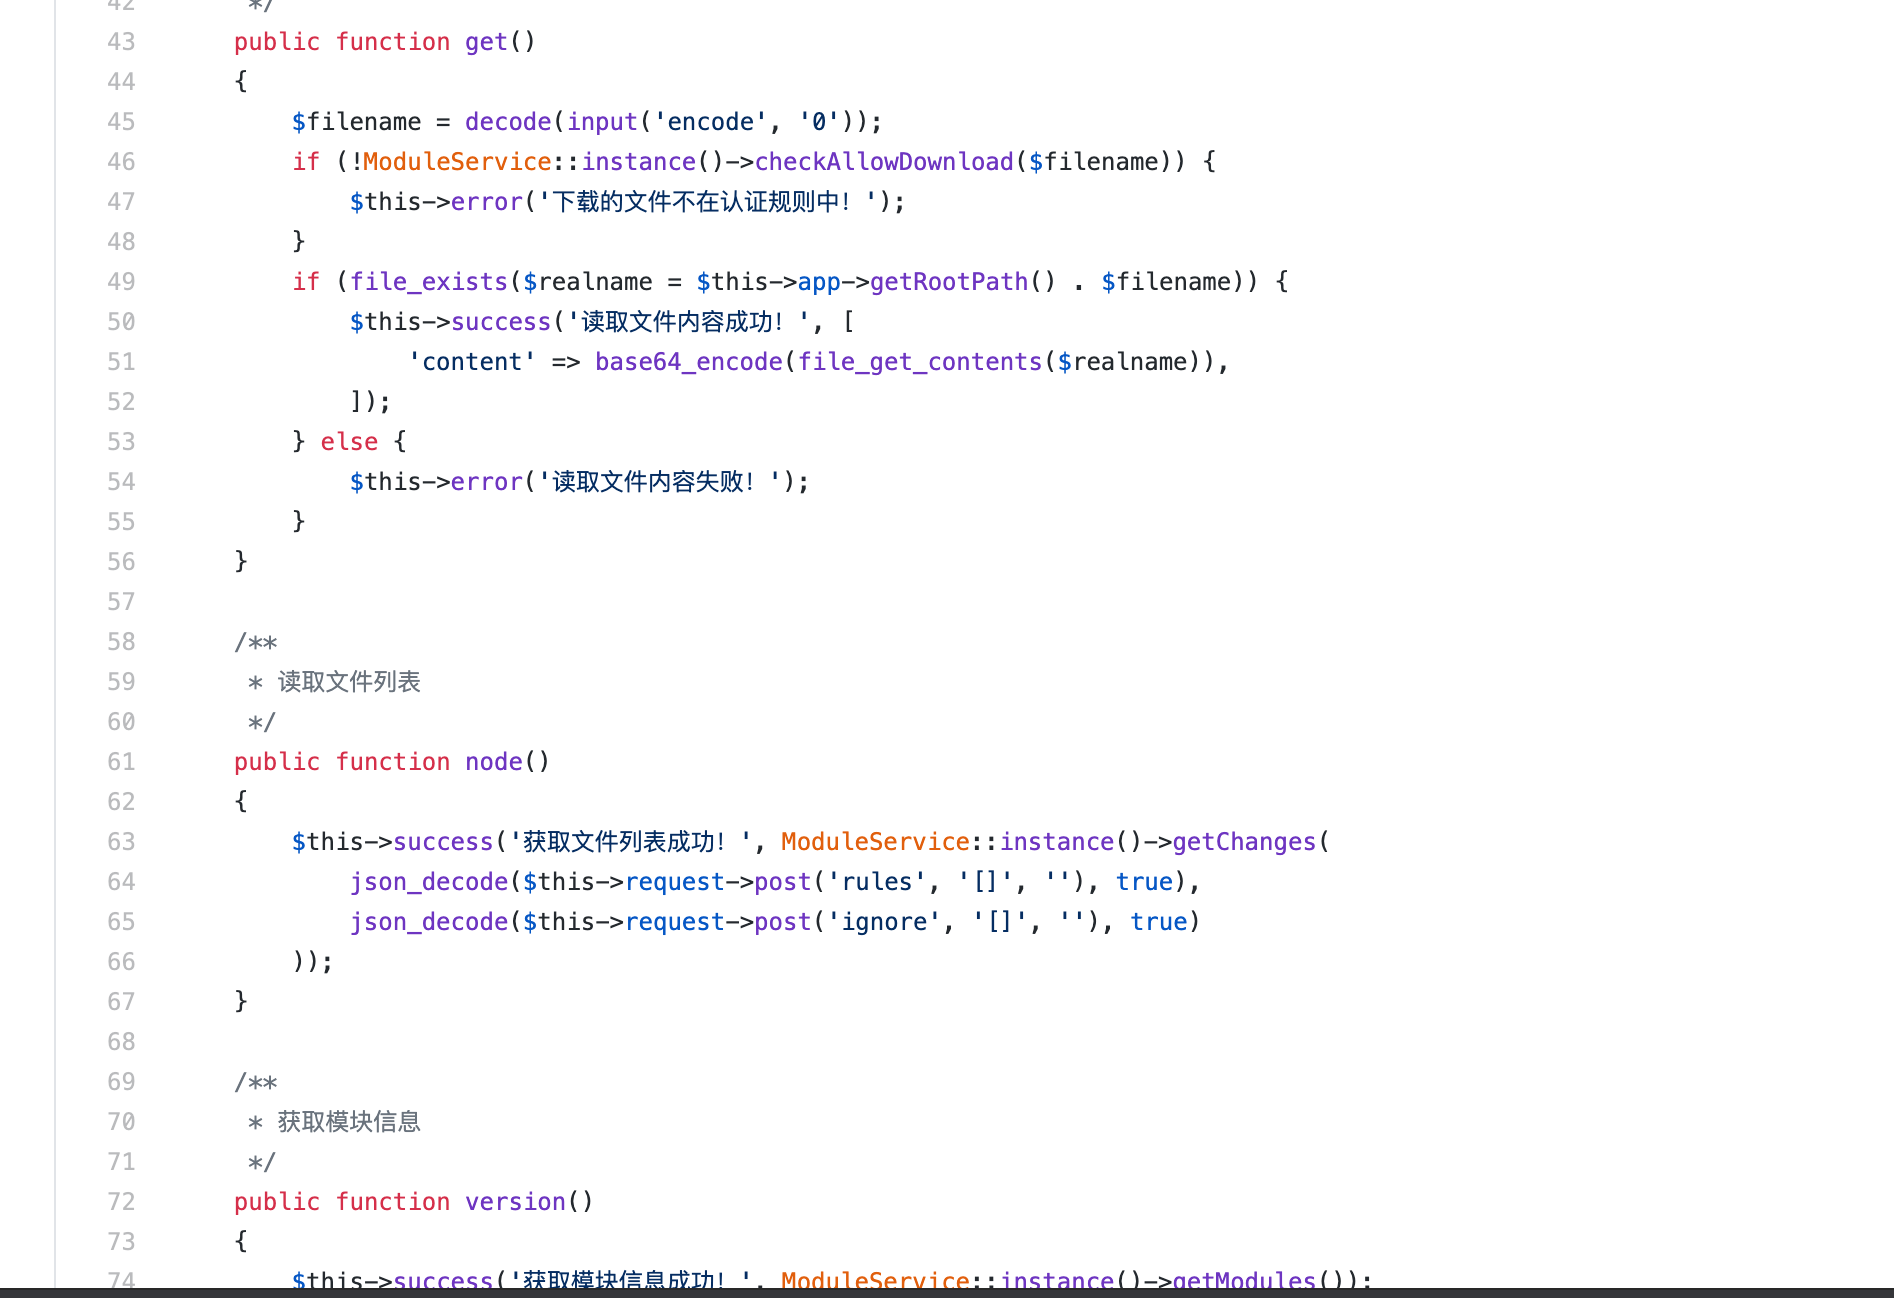 42         */
43        public function get()
44        {
45            $filename = decode(input('encode', '0'));
46            if (!ModuleService::instance()->checkAllowDownload($filename)) {
47                $this->error('下载的文件不在认证规则中！');
48            }
49            if (file_exists($realname = $this->app->getRootPath() . $filename)) {
50                $this->success('读取文件内容成功！', [
51                    'content' => base64_encode(file_get_contents($realname)),
52                ]);
53            } else {
54                $this->error('读取文件内容失败！');
55            }
56        }
57
58        /**
59         * 读取文件列表
60         */
61        public function node()
62        {
63            $this->success('获取文件列表成功！', ModuleService::instance()->getChanges(
64                json_decode($this->request->post('rules', '[]', ''), true),
65                json_decode($this->request->post('ignore', '[]', ''), true)
66            ));
67        }
68
69        /**
70         * 获取模块信息
71         */
72        public function version()
73        {
74            $this->success('获取模块信息成功！', ModuleService::instance()->getModules());